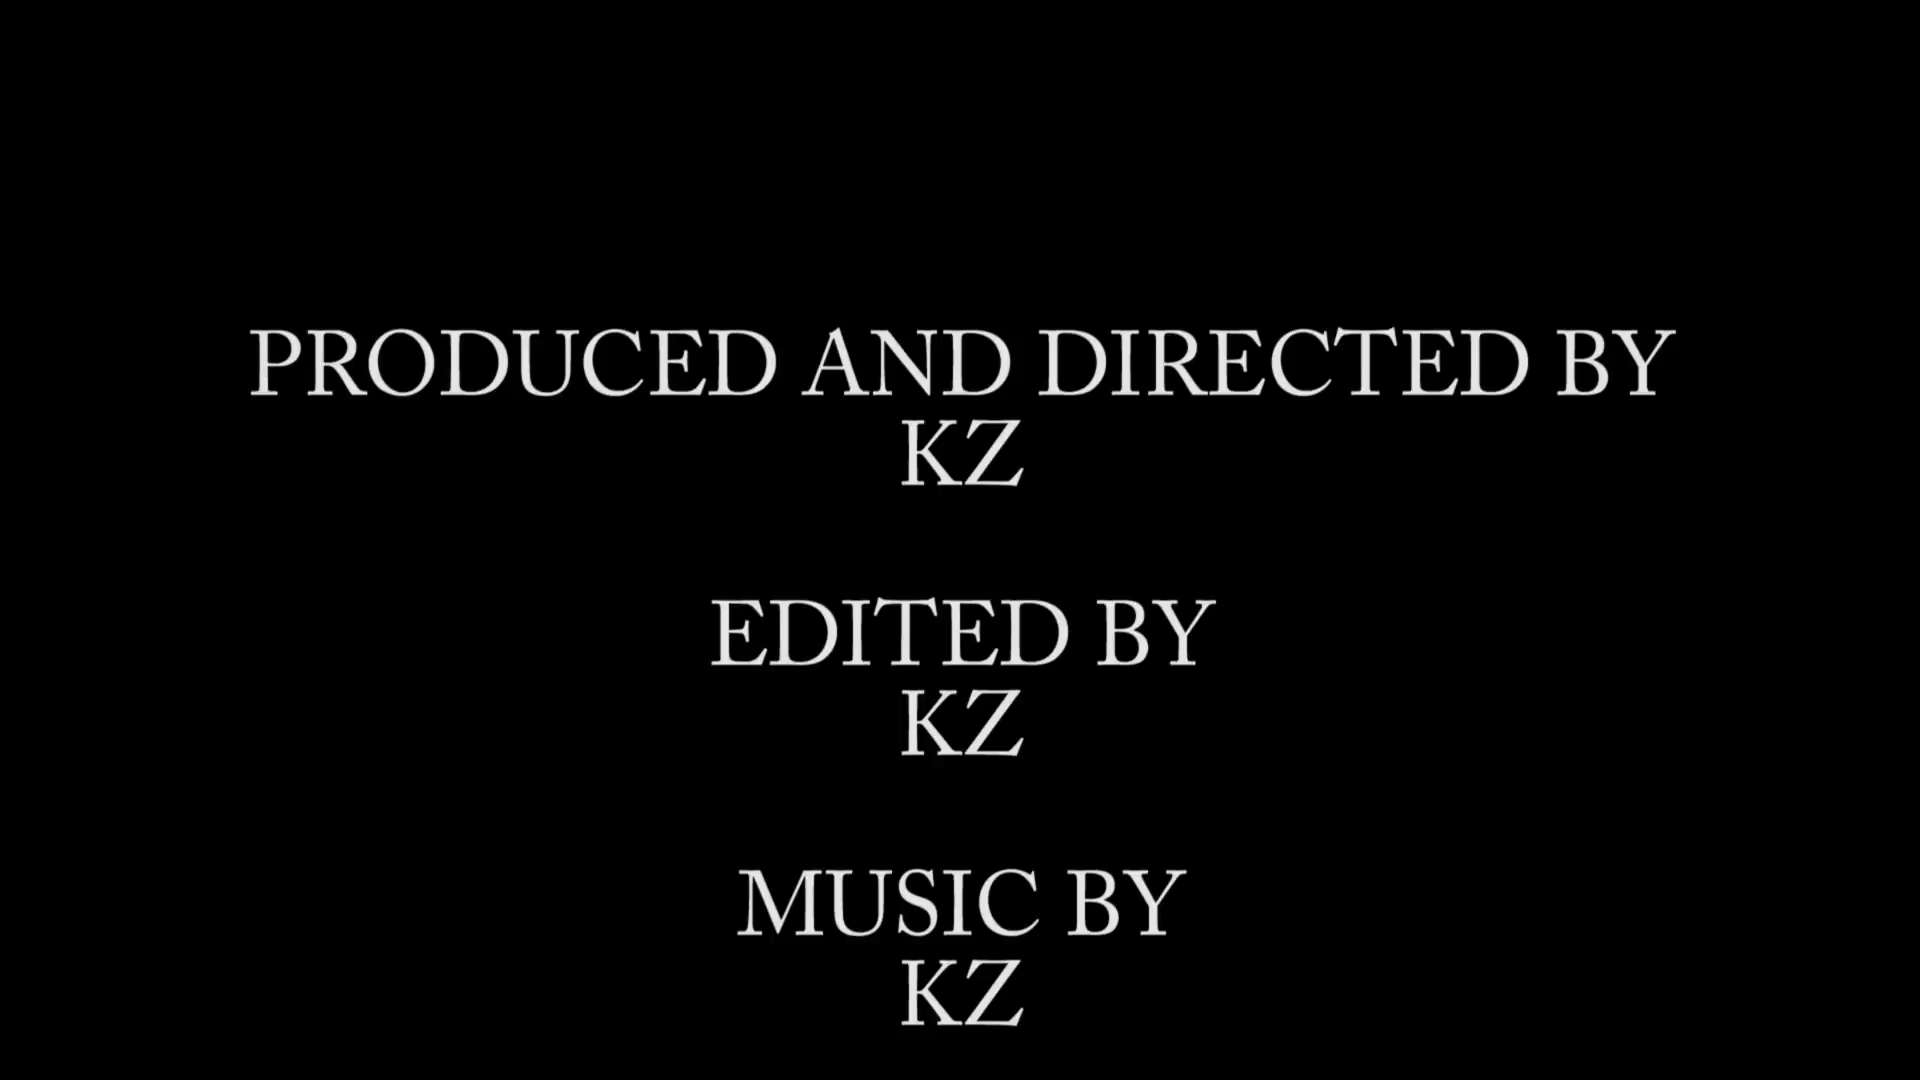 PRODUCED AND DIRECTED BY
KZ
EDITED BY
KZ
MUSIC BY
KZ